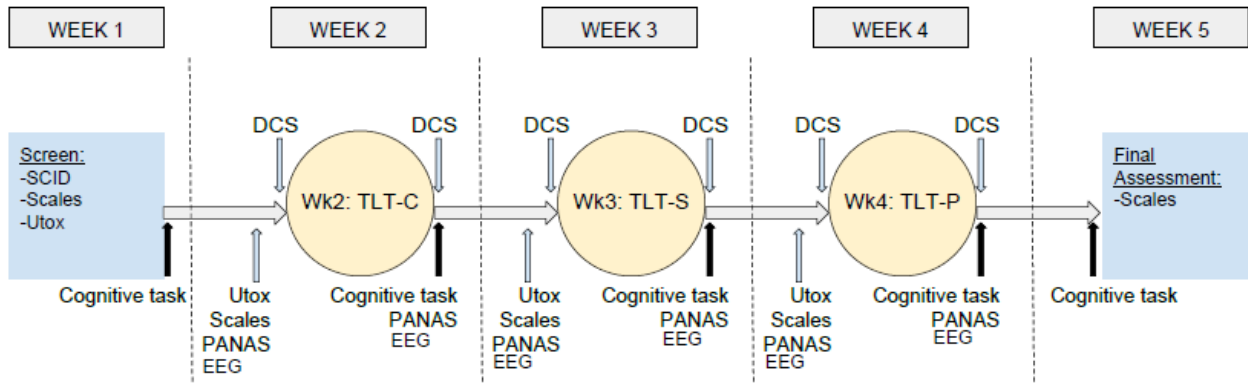 WEEK 1
WEEK 2
WEEK 3
WEEK 4
WEEK 5
DCS
DCS
DCS
DCS
DCS
DCS
Screen:
-SCID
-Scales
-Utox
Wk2: TLT-C
Wk3: TLT-S
Wk4: TLT-P
Final
Assessment:
-Scales
Cognitive task
Utox
Scales
PANAS
EEG
Cognitive task
PANAS
EEG
Utox
Scales
PANAS
EEG
Cognitive task
PANAS
EEG
Utox
Scales
PANAS
EEG
Cognitive task
PANAS
EEG
Cognitive task